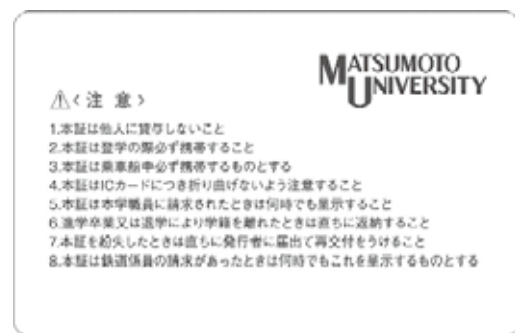 MATSUMOTO
UNIVERSITY
⚠〈注 意〉
1.本証は他人に貸与しないこと
2.本証は登学の際必ず携帯すること
3.本証は乗車船中必ず携帯するものとする
4.本証はICカードにつき折り曲げないよう注意すること
5.本証は本学職員に請求されたときは何時でも呈示すること
6.進学卒業又は退学により学籍を離れたときは直ちに返納すること
7.本証を紛失したときは直ちに発行者に届出て再交付をうけること
8.本証は鉄道係員の請求があったときは何時でもこれを呈示するものとする